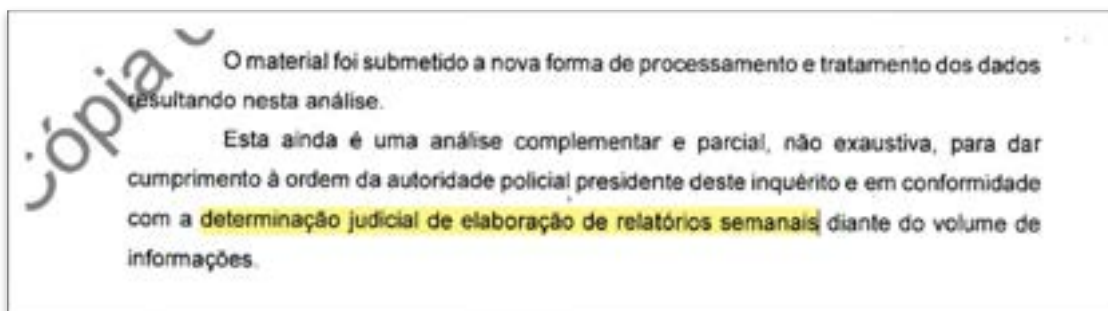 Cópia
O material foi submetido a nova forma de processamento e tratamento dos dados
resultando nesta análise.
Esta ainda é uma análise complementar e parcial, não exaustiva, para dar
cumprimento à ordem da autoridade policial presidente deste inquérito e em conformidade
com a determinação judicial de elaboração de relatórios semanais diante do volume de
informações.